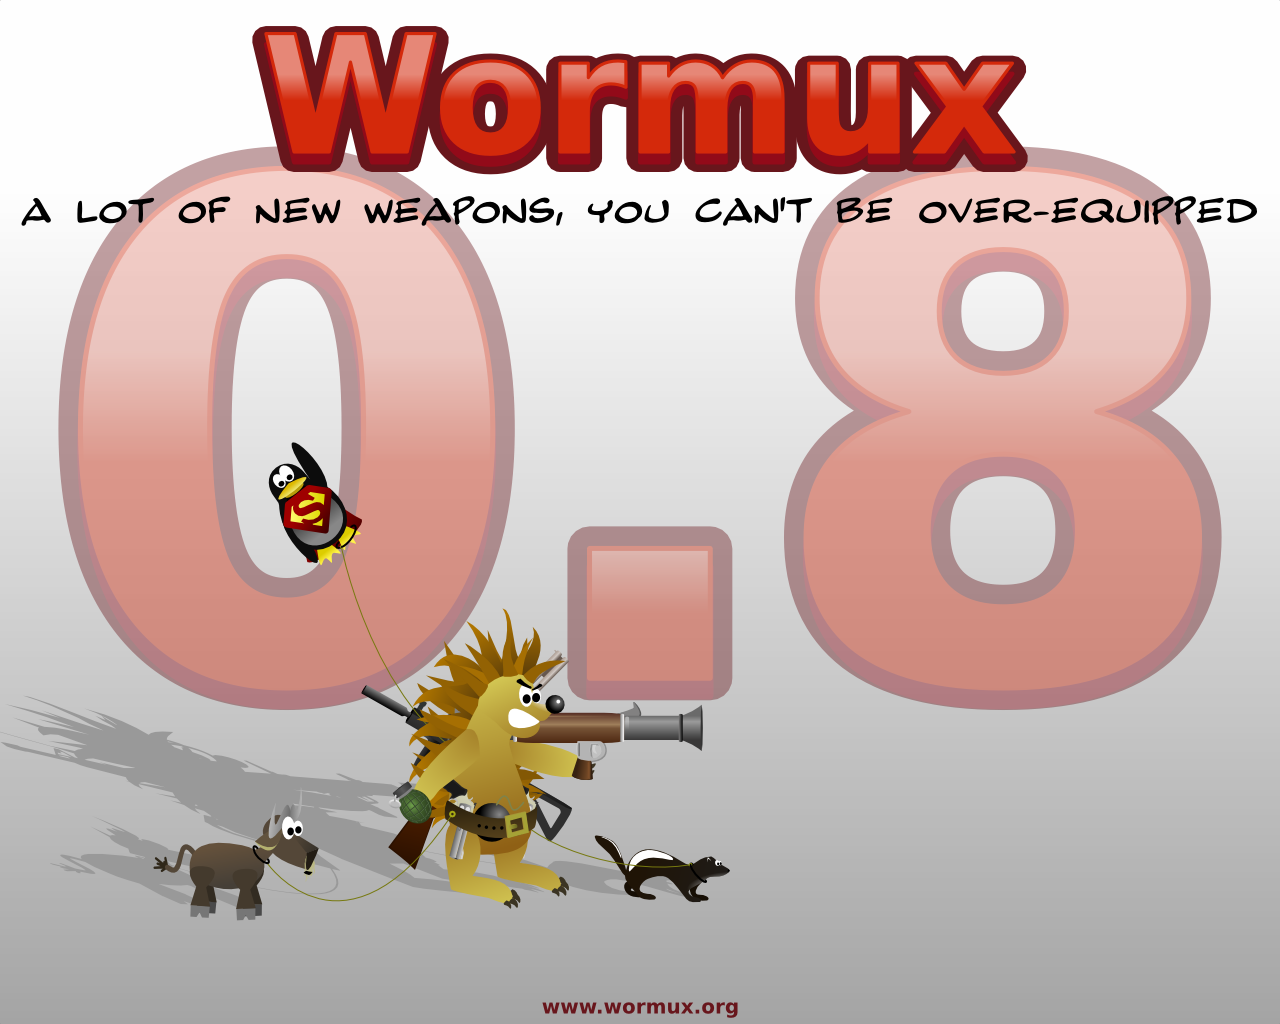 Wormux
0.8
A LOT OF NEW WEAPONS, YOU CAN'T BE OVER-EQUIPPED
S
www.wormux.org